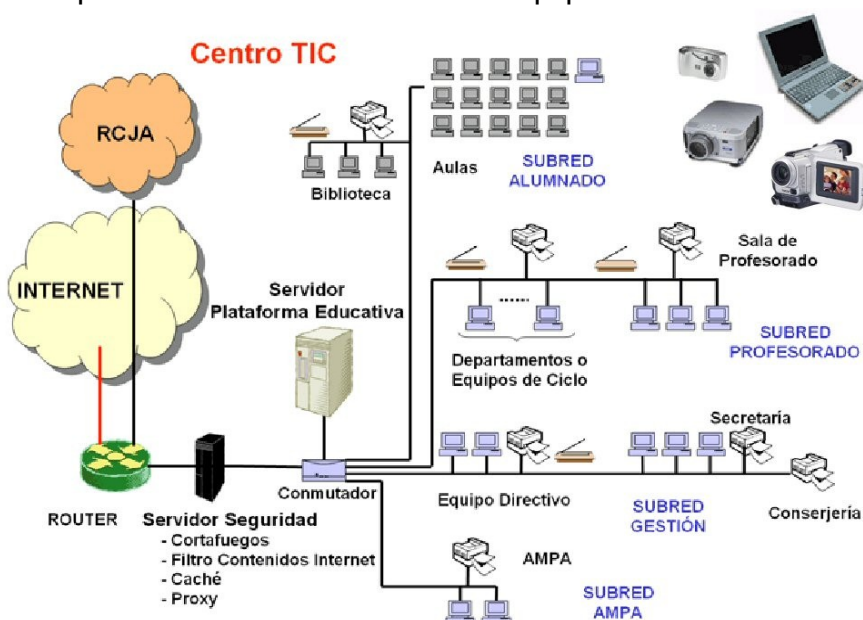 Centro TIC
RCJA
INTERNET
Biblioteca
Aulas
SUBRED
ALUMNADO
Servidor
Plataforma Educativa
Sala de
Profesorado
Departamentos o
Equipos de Ciclo
SUBRED
PROFESORADO
Secretaría
ROUTER
Servidor Seguridad
- Cortafuegos
- Filtro Contenidos Internet
- Caché
- Proxy
Conmutador
Equipo Directivo
SUBRED
GESTIÓN
Conserjería
AMPA
SUBRED
AMPA